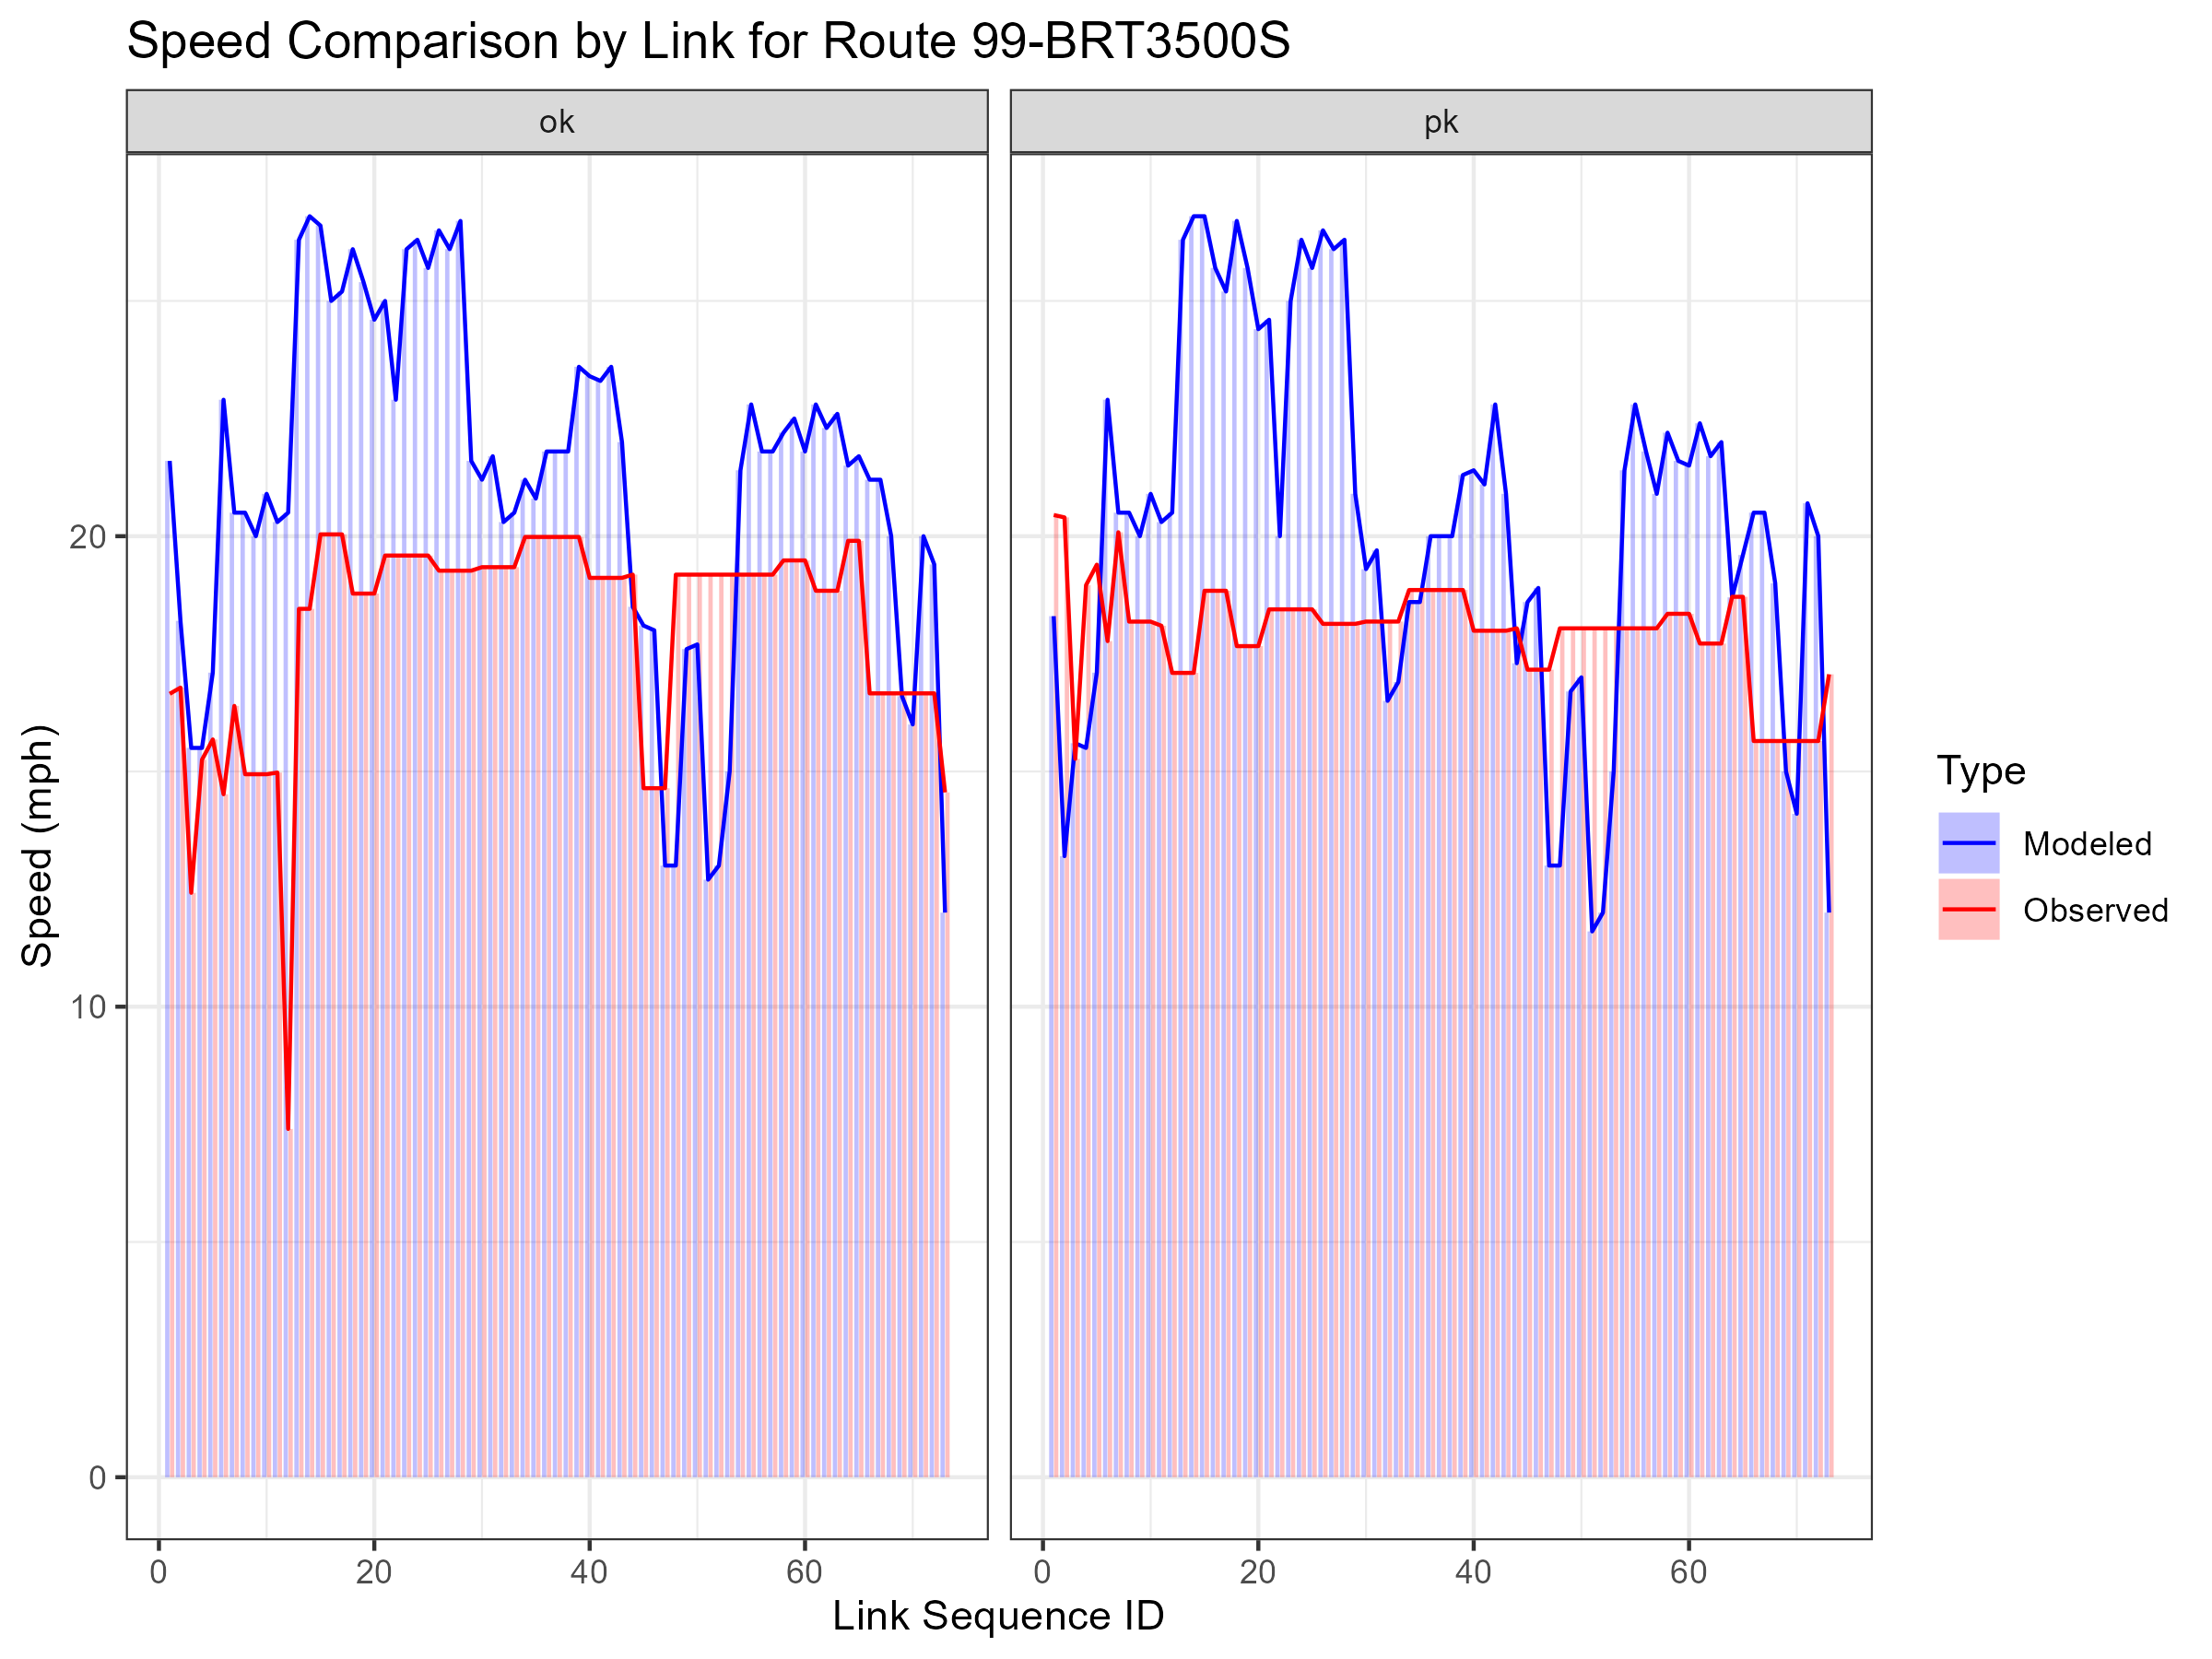 Speed Comparison by Link for Route 99-BRT3500S
ok
pk
20
10
0
Speed (mph)
0
20
40
60
0
20
40
60
Link Sequence ID
Type
Modeled
Observed